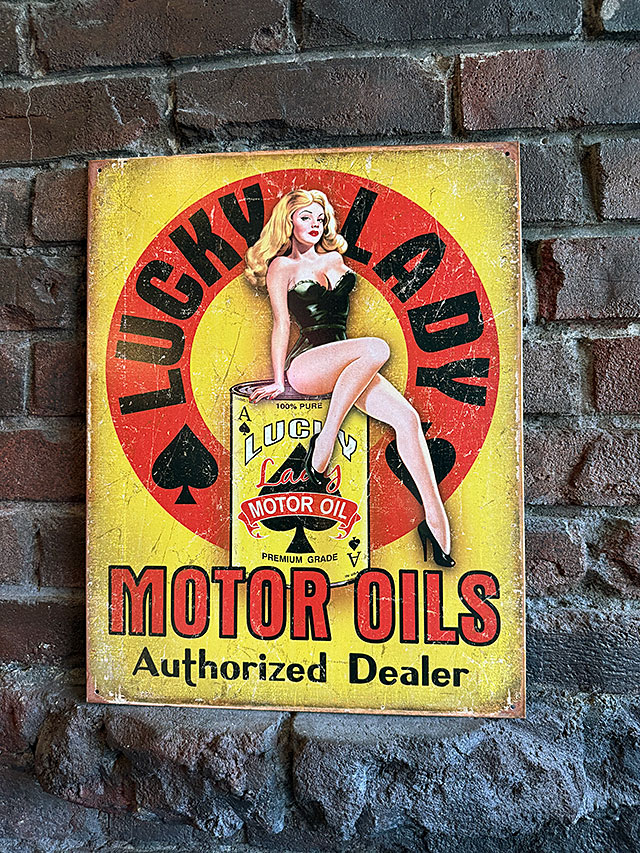 LUCKY LADY
100% PURE
A
LUCKY
Lady
MOTOR OIL
PREMIUM GRADE
A
MOTOR OILS
Authorized Dealer